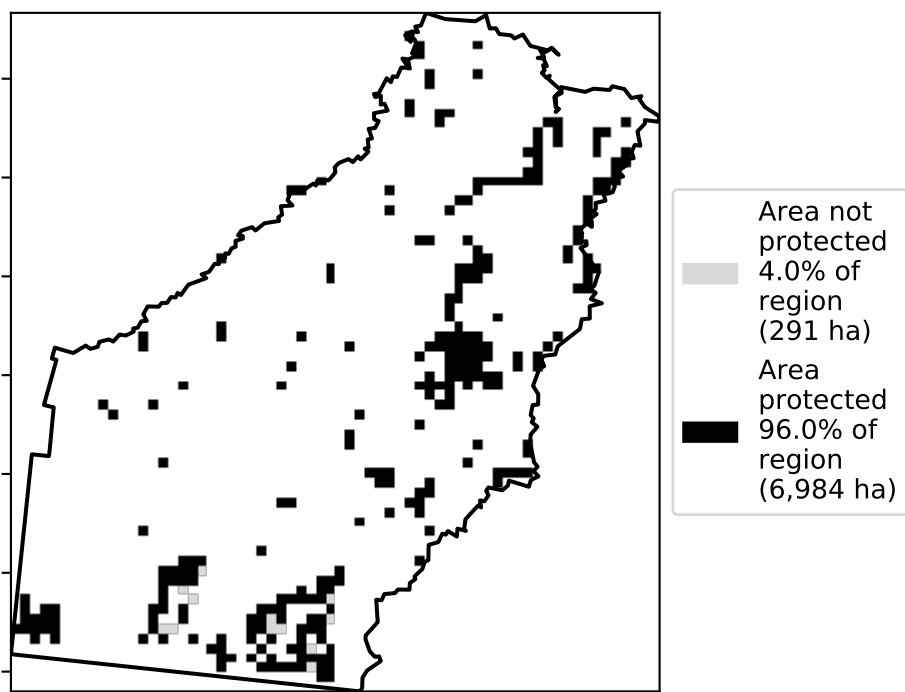 Area not
protected
4.0% of
region
(291 ha)
Area
protected
96.0% of
region
(6,984 ha)